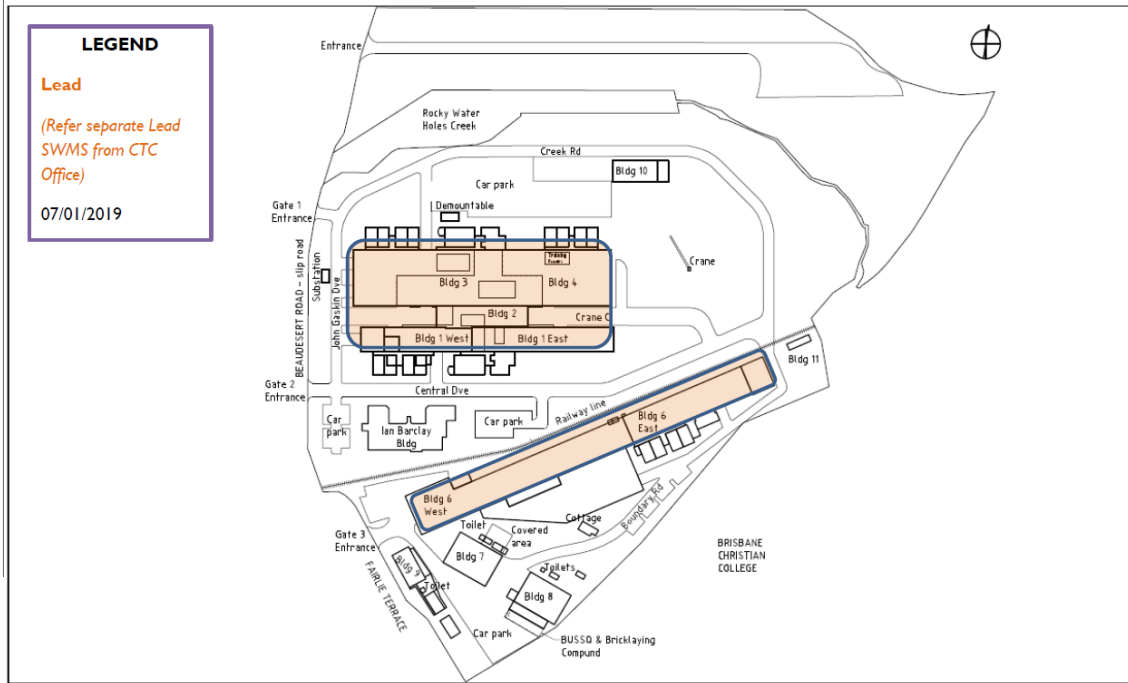 LEGEND
Lead
(Refer separate Lead
SWMS from CTC
Office)
07/01/2019
Entrance
Rocky Water
Holes Creek
Creek Rd
Bldg 10
Car park
Demountable
Gate 1
Entrance
Substation
BEAUDESERT ROAD - slip road
John Gaskin Dve
Training
Rooms
Bldg 3
Bldg 4
Crane
Bldg 2
Crane C
Bldg 1 West
Bldg 1 East
Bldg 11
Gate 2
Entrance
Central Dve
Car
park
Ian Barclay
Bldg
Car park
Railway line
Bldg 6
East
Bldg 6
West
Boundary Rd
Cottage
Toilet
Covered
area
Gate 3
Entrance
Bldg 7
BRISBANE
CHRISTIAN
COLLEGE
Bldg 9
Toilet
Toilets
Bldg 8
FAIRLIE TERRACE
Car park
BUSSQ & Bricklaying
Compund